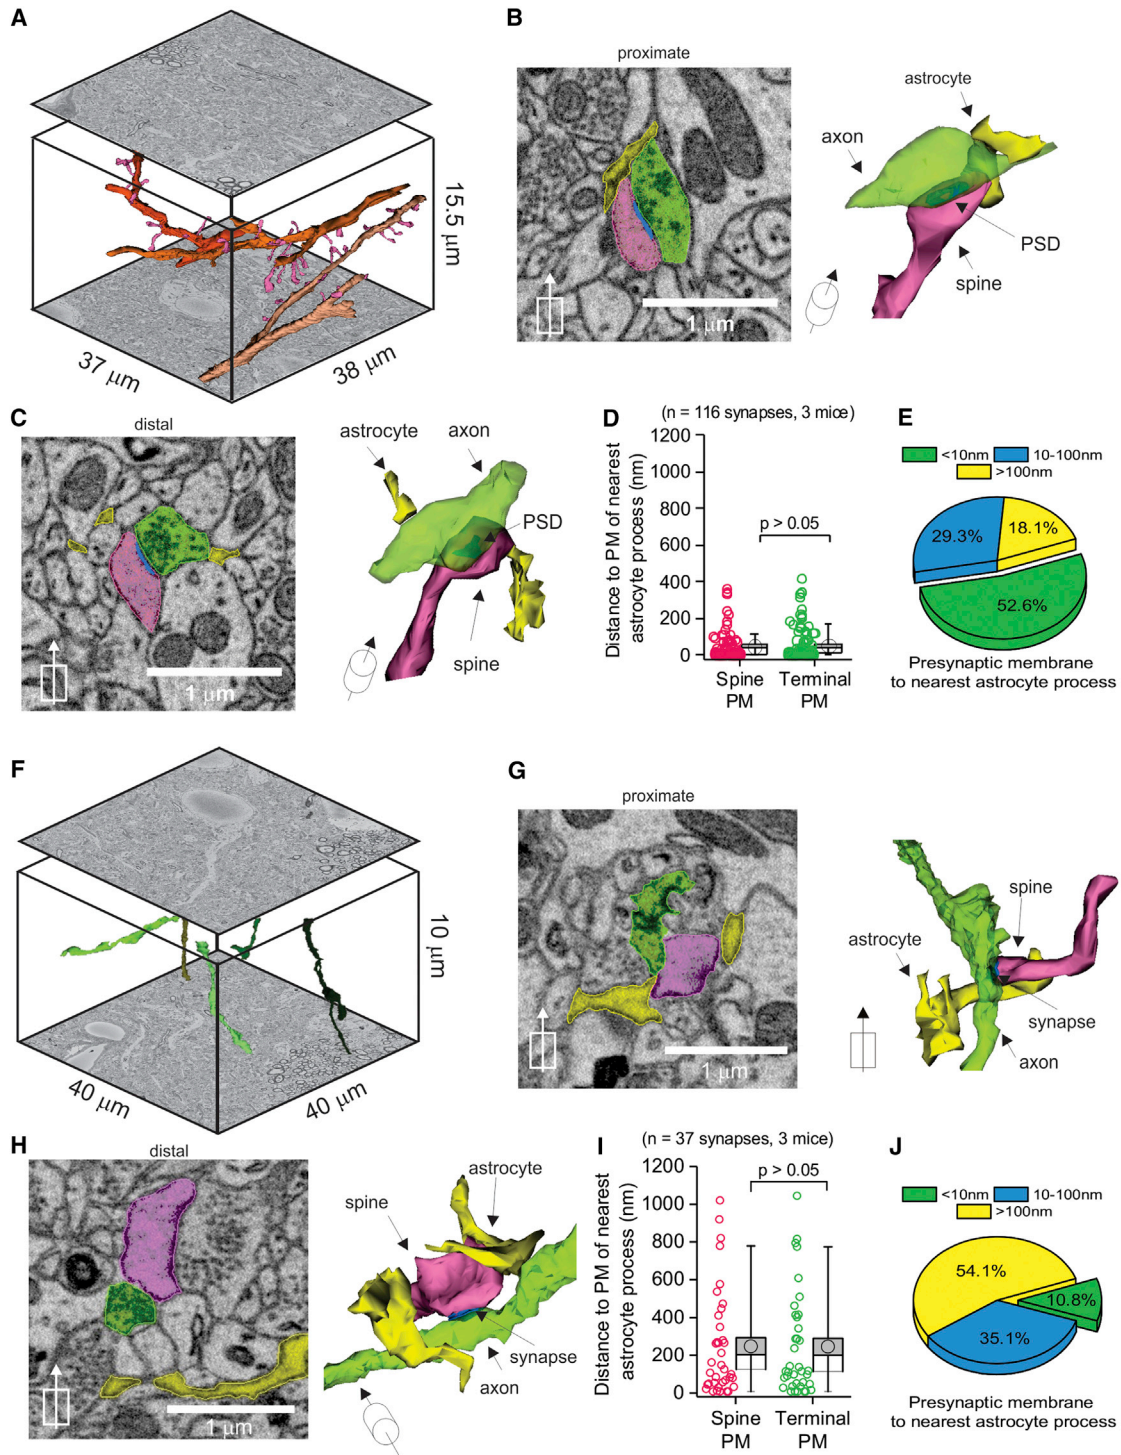 A
15.5 μm
37 μm
38 μm
B
proximate
1 μm
astrocyte
axon
PSD
spine
C
distal
1 μm
astrocyte
axon
PSD
spine
D
(n = 116 synapses, 3 mice)
Distance to PM of nearest
astrocyte process (nm)
1200
1000
800
600
400
200
0
p > 0.05
Spine
PM
Terminal
PM
E
<10nm
10-100nm
>100nm
29.3%
18.1%
52.6%
Presynaptic membrane
to nearest astrocyte process
F
10 μm
40 μm
40 μm
G
proximate
1 μm
spine
astrocyte
synapse
axon
H
distal
1 μm
astrocyte
spine
synapse
axon
I
(n = 37 synapses, 3 mice)
Distance to PM of nearest
astrocyte process (nm)
1200
1000
800
600
400
200
0
p > 0.05
Spine
PM
Terminal
PM
J
<10nm
10-100nm
>100nm
54.1%
10.8%
35.1%
Presynaptic membrane
to nearest astrocyte process